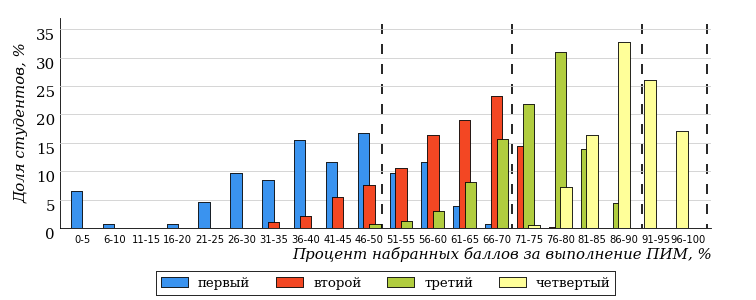 Доля студентов, %
35
30
25
20
15
10
5
0
0-5 6-10 11-15 16-20 21-25 26-30 31-35 36-40 41-45 46-50 51-55 56-60 61-65 66-70 71-75 76-80 81-85 86-90 91-95 96-100
Процент набранных баллов за выполнение ПИМ, %
первый второй третий четвертый